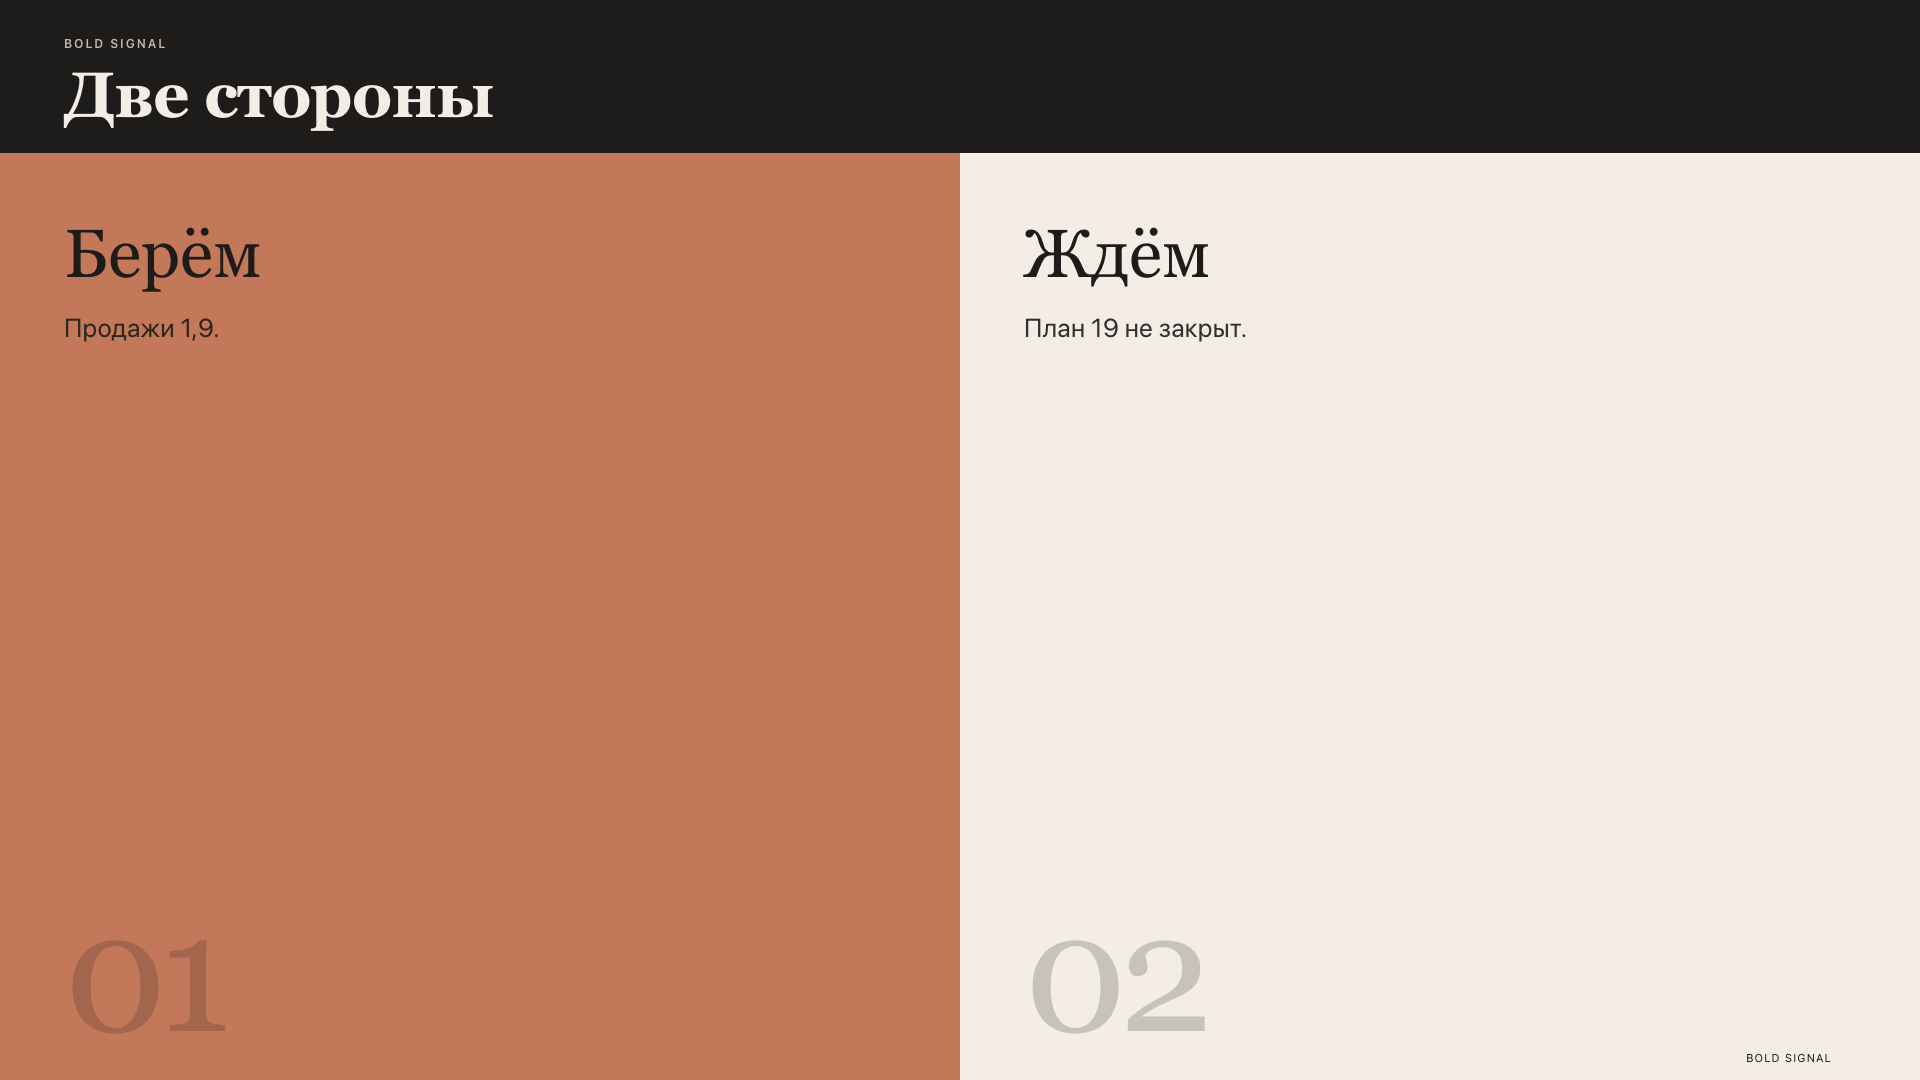 BOLD SIGNAL
Две стороны
Берём
Продажи 1,9.
01
Ждём
План 19 не закрыт.
02
BOLD SIGNAL